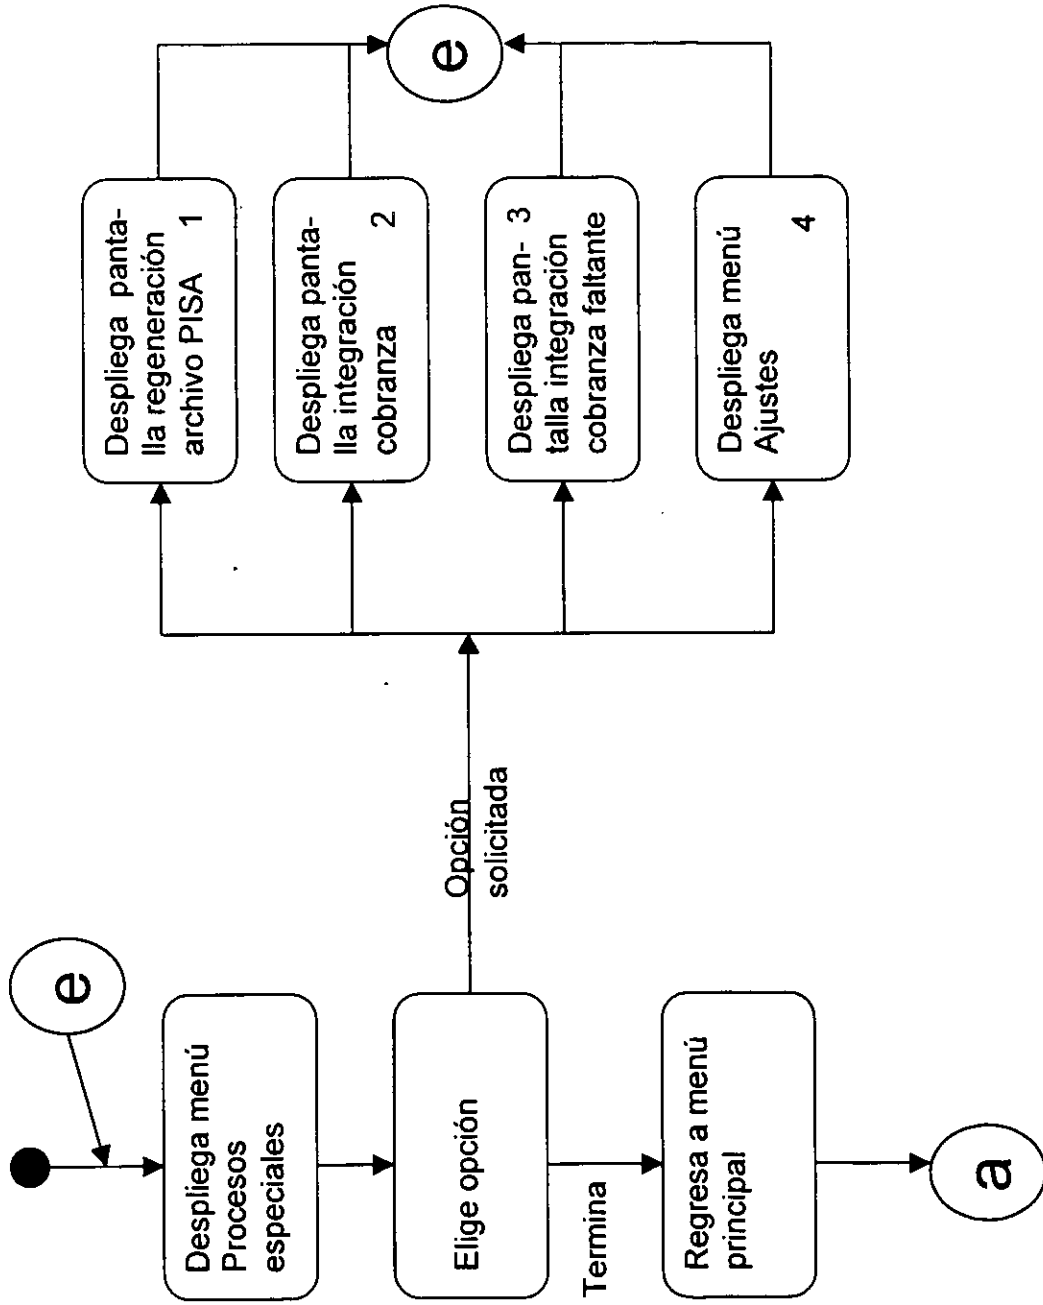 e
Despliega menú
Procesos
especiales
Elige opción
Termina
Regresa a menú
principal
a
Opción
solicitada
Despliega panta-
lla regeneración
archivo PISA 1
Despliega panta-
lla integración
cobranza 2
Despliega pan- 3
talla integración
cobranza faltante
Despliega menú
Ajustes
4
e